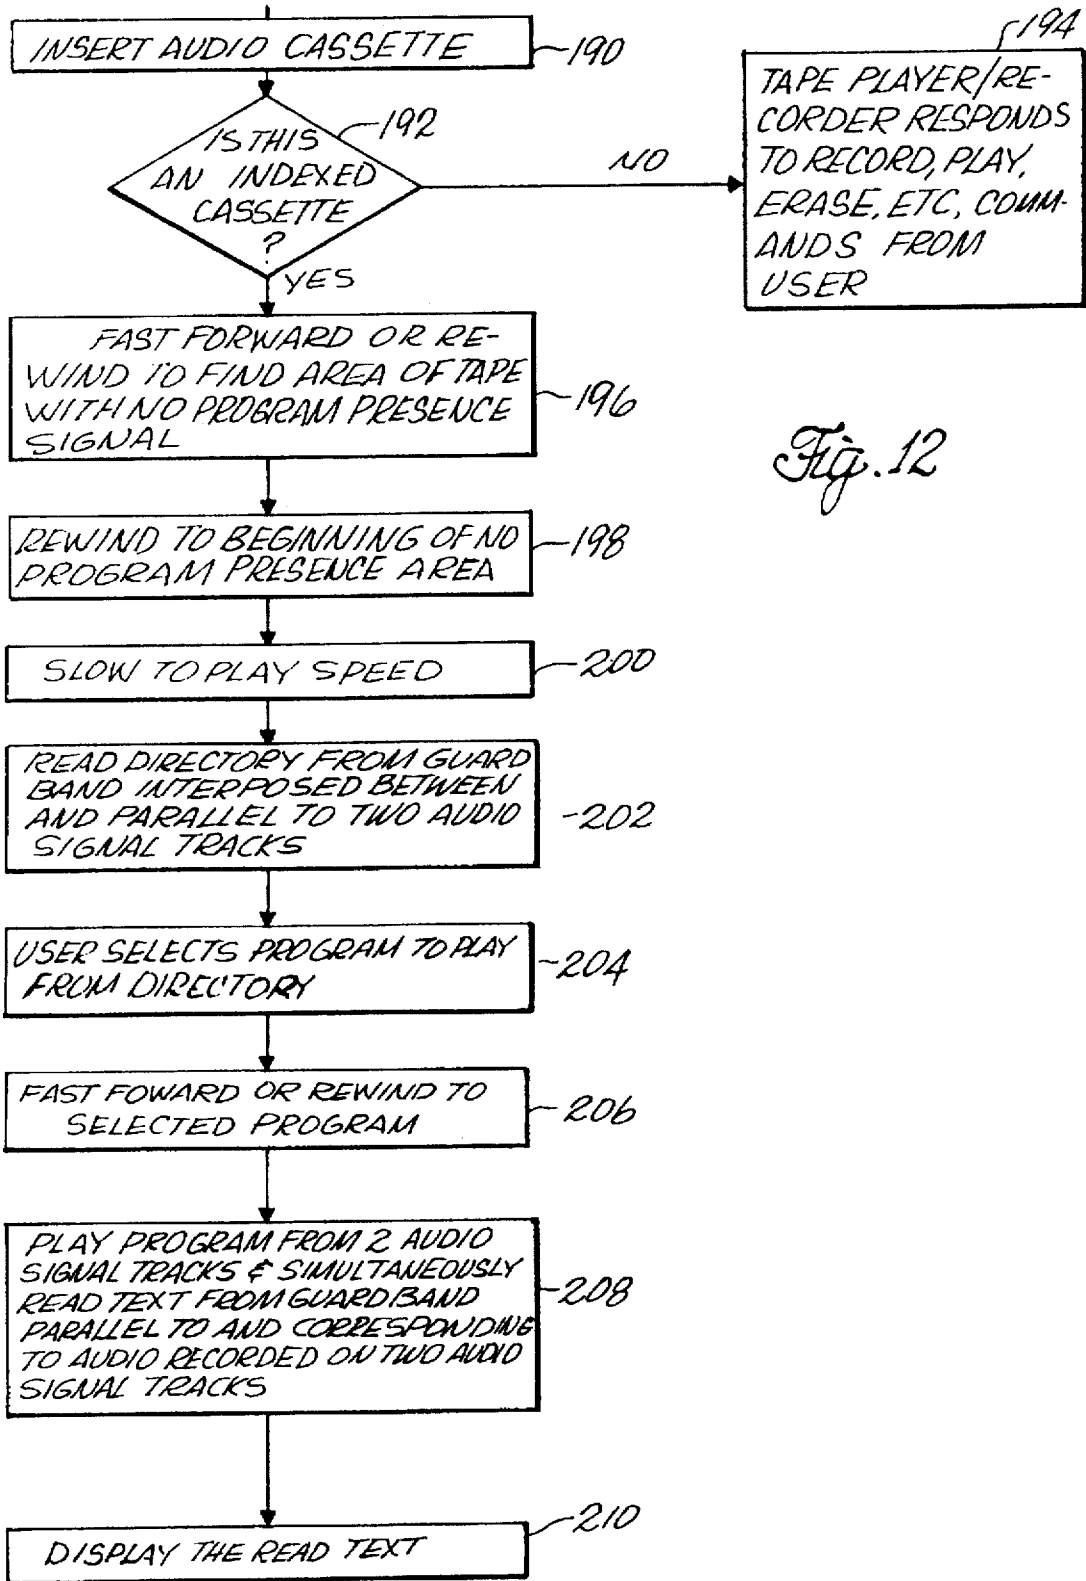 INSERT AUDIO CASSETTE
190
IS THIS
AN INDEXED
CASSETTE
?
192
NO
YES
194
TAPE PLAYER/RE-
CORDER RESPONDS
TO RECORD, PLAY,
ERASE, ETC, COMM-
ANDS FROM
USER
FAST FORWARD OR RE-
WIND TO FIND AREA OF TAPE
WITH NO PROGRAM PRESENCE
SIGNAL
196
Fig. 12
REWIND TO BEGINNING OF NO
PROGRAM PRESENCE AREA
198
SLOW TO PLAY SPEED
200
READ DIRECTORY FROM GUARD
BAND INTERPOSED BETWEEN
AND PARALLEL TO TWO AUDIO
SIGNAL TRACKS
202
USER SELECTS PROGRAM TO PLAY
FROM DIRECTORY
204
FAST FOWARD OR REWIND TO
SELECTED PROGRAM
206
PLAY PROGRAM FROM 2 AUDIO
SIGNAL TRACKS & SIMULTANEOUSLY
READ TEXT FROM GUARD BAND
PARALLEL TO AND CORRESPONDING
TO AUDIO RECORDED ON TWO AUDIO
SIGNAL TRACKS
208
DISPLAY THE READ TEXT
210